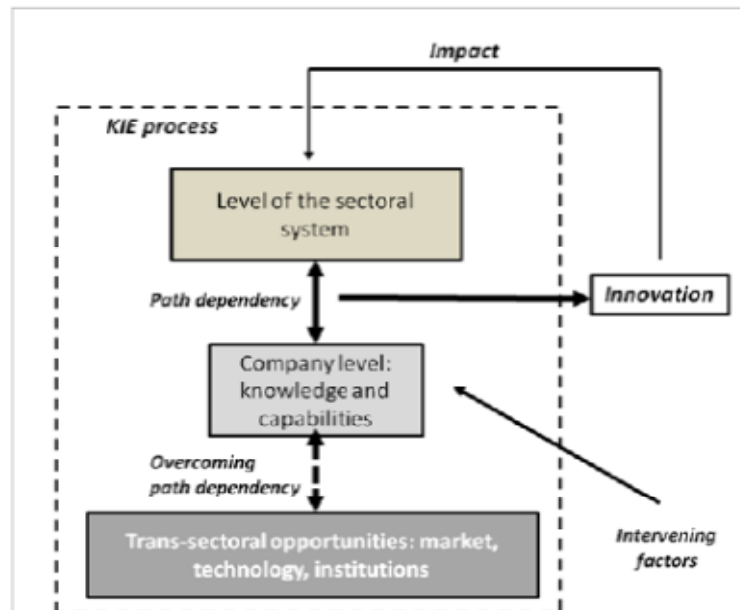 Impact
KIE process
Level of the sectoral
system
Path dependency
Innovation
Company level:
knowledge and
capabilities
Overcoming
path dependency
Trans-sectoral opportunities: market,
technology, institutions
Intervening
factors